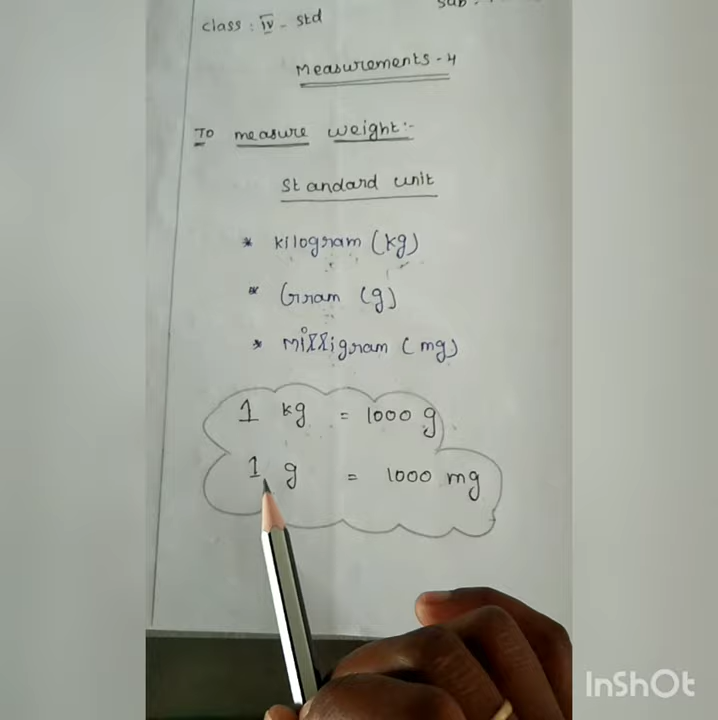 class : IV - std
sub :
Measurements - 4
To measure weight:-
Standard unit
* kilogram (kg)
* Gram (g)
* Milligram (mg)
1 kg = 1000 g
1 g = 1000 mg
InShOt